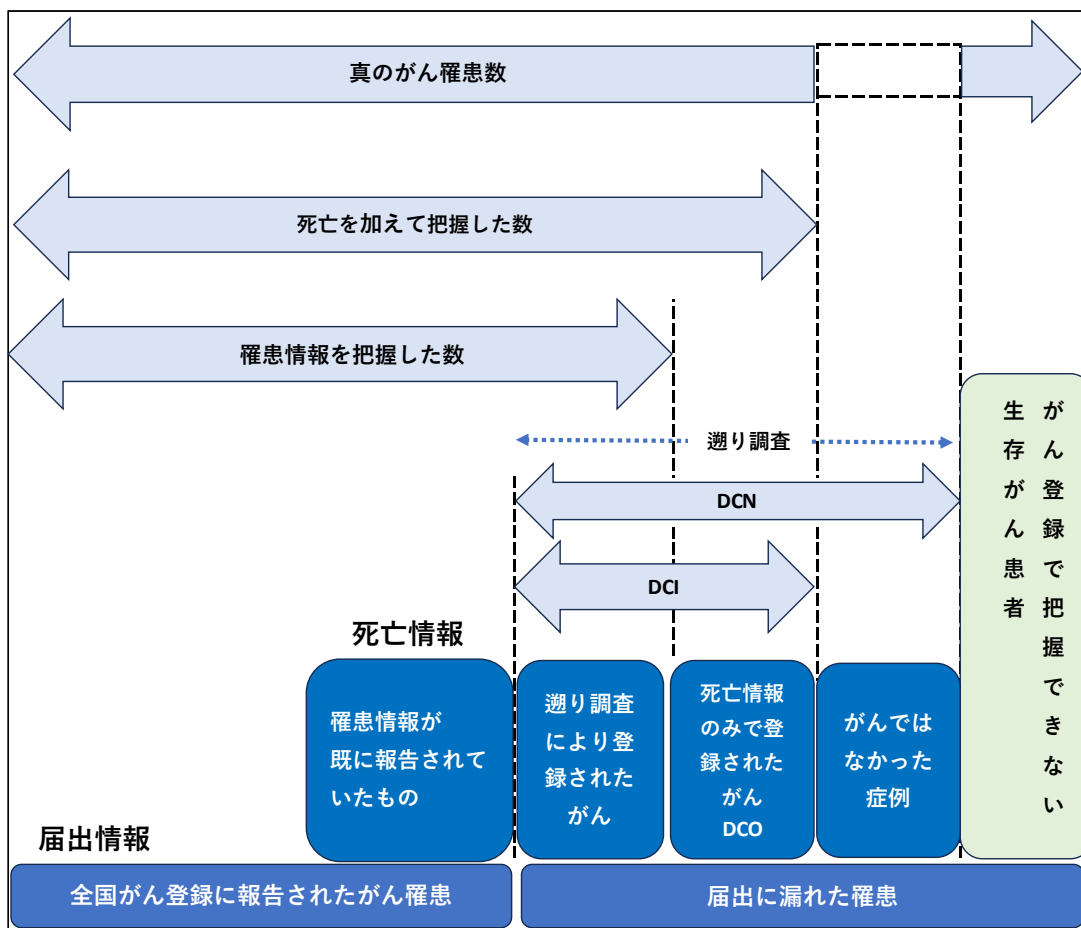 真のがん罹患数
死亡を加えて把握した数
罹患情報を把握した数
遡り調査
DCN
DCI
がん登録で把握できない
生存がん患者
死亡情報
罹患情報が
既に報告されて
いたもの
遡り調査
により登
録された
がん
死亡情報
のみで登
録された
がん
DCO
がんでは
なかった
症例
届出情報
全国がん登録に報告されたがん罹患
届出に漏れた罹患